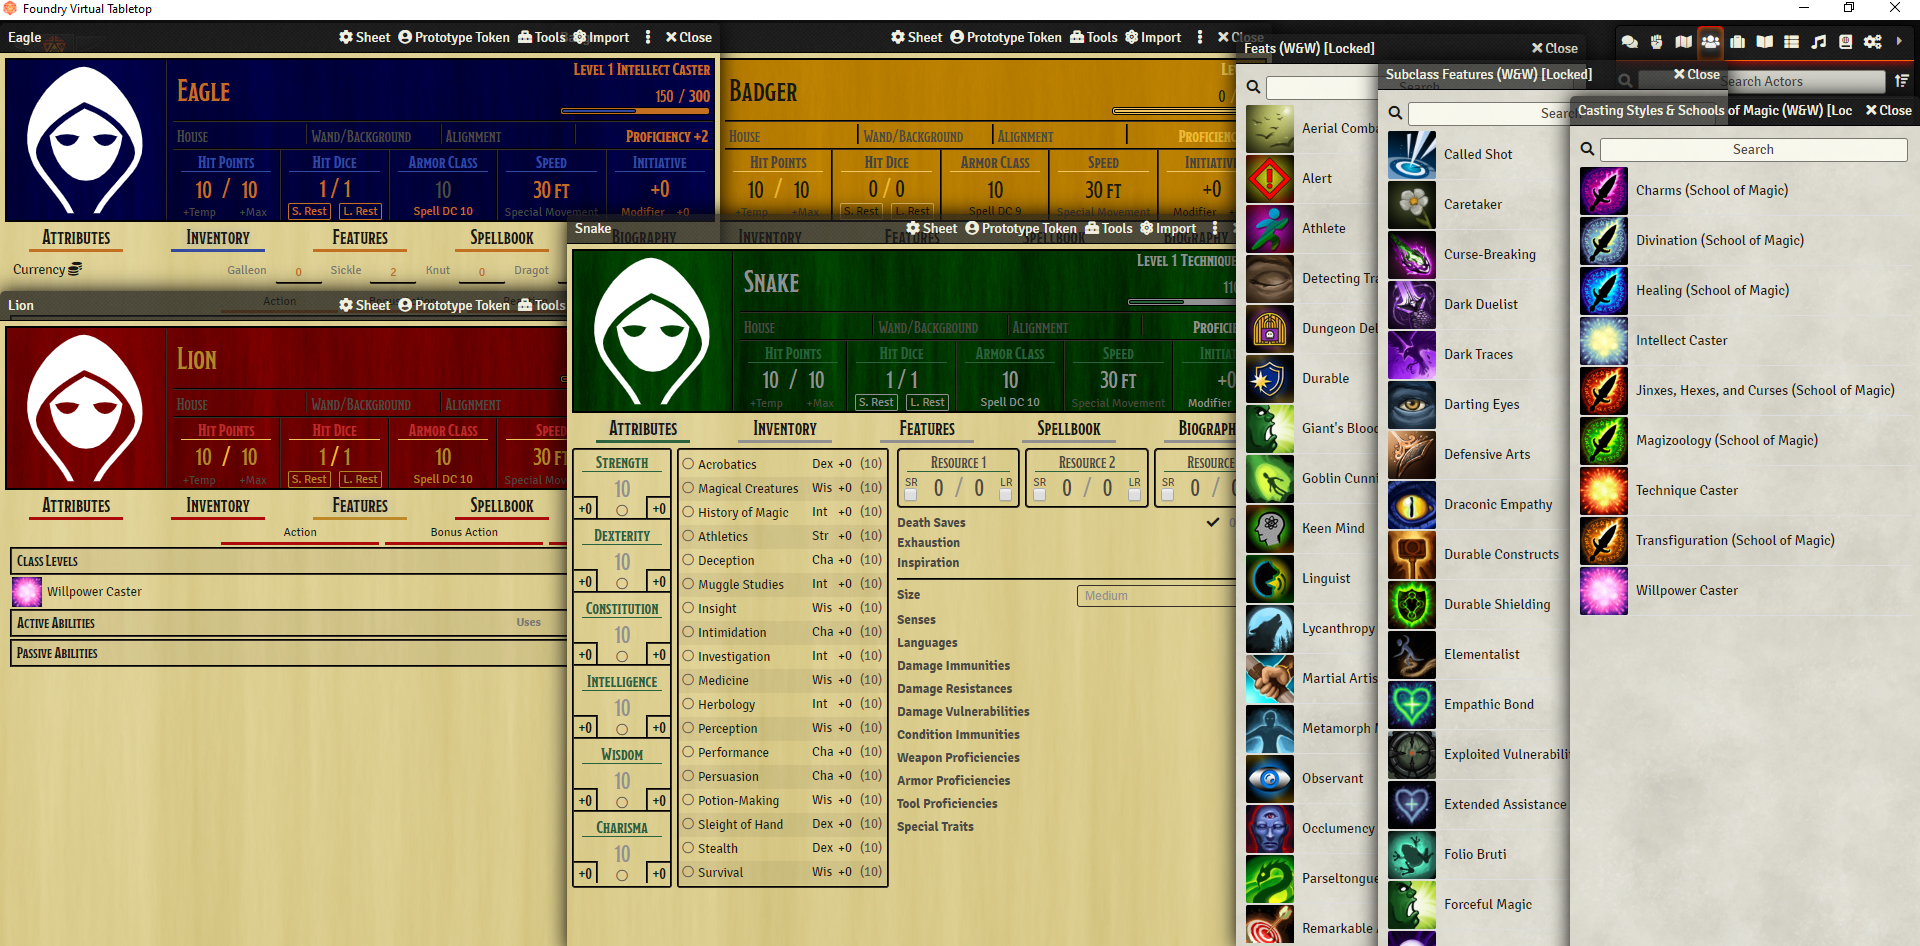 Foundry Virtual Tabletop
Eagle
Sheet Prototype Token Tools Import Close
EAGLE
LEVEL 1 INTELLECT CASTER
150 / 300
HOUSE WAND/BACKGROUND ALIGNMENT PROFICIENCY +2
HIT POINTS HIT DICE ARMOR CLASS SPEED INITIATIVE
10 / 10 1 / 1 10 30 FT +0
+Temp +Max S. Rest L. Rest Spell DC 10 Special Movement Modifier +0
ATTRIBUTES INVENTORY FEATURES SPELLBOOK
Currency Galleon 0 Sickle 2 Knut 0 Dragot
Action
Sheet Prototype Token Tools Import Close
BADGER
0 /
HOUSE WAND/BACKGROUND ALIGNMENT PROFICIENC
HIT POINTS HIT DICE ARMOR CLASS SPEED INITIATIV
10 / 10 0 / 0 10 30 FT +0
+Temp +Max S. Rest L. Rest Spell DC 9 Special Movement Modifier +0
BIOGRAPHY INVENTORY FEATURES SPELLBOOK BIOGRAPHY
Lion
Sheet Prototype Token Tools
LION
HOUSE WAND/BACKGROUND ALIGNMENT
HIT POINTS HIT DICE ARMOR CLASS SPEED
10 / 10 1 / 1 10 30 FT
+Temp +Max S. Rest L. Rest Spell DC 10 Special Mov
ATTRIBUTES INVENTORY FEATURES SPELLBOOK
Action Bonus Action
CLASS LEVELS
Willpower Caster
ACTIVE ABILITIES Uses
PASSIVE ABILITIES
Snake
Sheet Prototype Token Tools Import
SNAKE
LEVEL 1 TECHNIQUE
110
HOUSE WAND/BACKGROUND ALIGNMENT PROFICIE
HIT POINTS HIT DICE ARMOR CLASS SPEED INITIA
10 / 10 1 / 1 10 30 FT +0
+Temp +Max S. Rest L. Rest Spell DC 10 Special Movement Modifier
ATTRIBUTES INVENTORY FEATURES SPELLBOOK BIOGRAPH
STRENGTH
10
+0 +0
DEXTERITY
10
+0 +0
CONSTITUTION
10
+0 +0
INTELLIGENCE
10
+0 +0
WISDOM
10
+0 +0
CHARISMA
10
+0 +0
Acrobatics Dex +0 (10)
Magical Creatures Wis +0 (10)
History of Magic Int +0 (10)
Athletics Str +0 (10)
Deception Cha +0 (10)
Muggle Studies Int +0 (10)
Insight Wis +0 (10)
Intimidation Cha +0 (10)
Investigation Int +0 (10)
Medicine Wis +0 (10)
Herbology Int +0 (10)
Perception Wis +0 (10)
Performance Cha +0 (10)
Persuasion Cha +0 (10)
Potion-Making Wis +0 (10)
Sleight of Hand Dex +0 (10)
Stealth Dex +0 (10)
Survival Wis +0 (10)
RESOURCE 1 RESOURCE 2 RESOURCE
SR 0 / 0 LR SR 0 / 0 LR SR 0 /
Death Saves
Exhaustion
Inspiration
Size Medium
Senses
Languages
Damage Immunities
Damage Resistances
Damage Vulnerabilities
Condition Immunities
Weapon Proficiencies
Armor Proficiencies
Tool Proficiencies
Special Traits
Feats (W&W) [Locked] Close
Search
Aerial Comba
Alert
Athlete
Detecting Tra
Dungeon Del
Durable
Giant's Blood
Goblin Cunni
Keen Mind
Linguist
Lycanthropy
Martial Artis
Metamorph M
Observant
Occlumency
Parseltongue
Remarkable
Subclass Features (W&W) [Locked] Close
Search
Called Shot
Caretaker
Curse-Breaking
Dark Duelist
Dark Traces
Darting Eyes
Defensive Arts
Draconic Empathy
Durable Constructs
Durable Shielding
Elementalist
Empathic Bond
Exploited Vulnerabili
Extended Assistance
Folio Bruti
Forceful Magic
Search Actors
Casting Styles & Schools of Magic (W&W) [Loc Close
Search
Charms (School of Magic)
Divination (School of Magic)
Healing (School of Magic)
Intellect Caster
Jinxes, Hexes, and Curses (School of Magic)
Magizoology (School of Magic)
Technique Caster
Transfiguration (School of Magic)
Willpower Caster